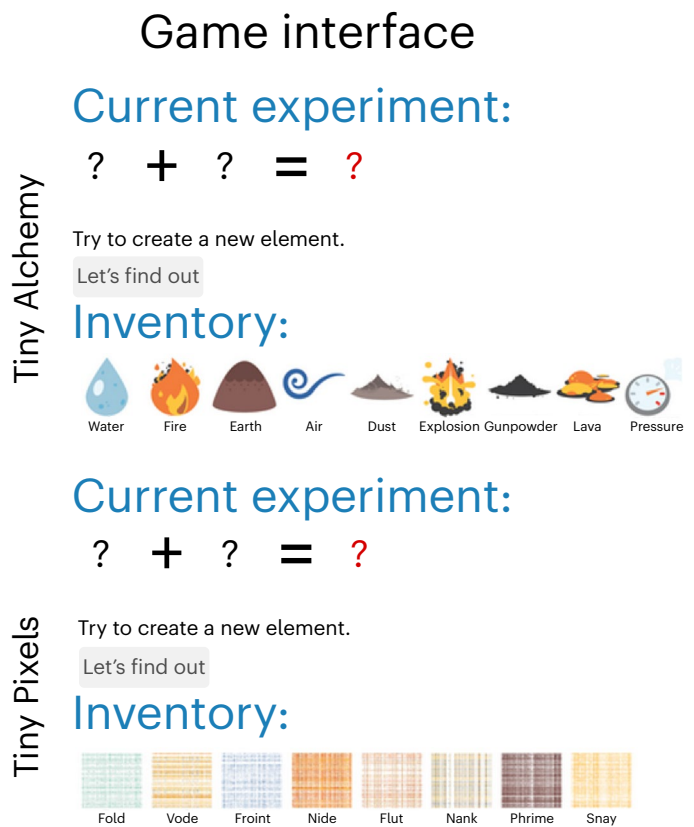 Game interface
Tiny Alchemy
Current experiment:
? + ? = ?
Try to create a new element.
Let's find out
Inventory:
Water Fire Earth Air Dust Explosion Gunpowder Lava Pressure
Tiny Pixels
Current experiment:
? + ? = ?
Try to create a new element.
Let's find out
Inventory:
Fold Vode Froint Nide Flut Nank Phrime Snay